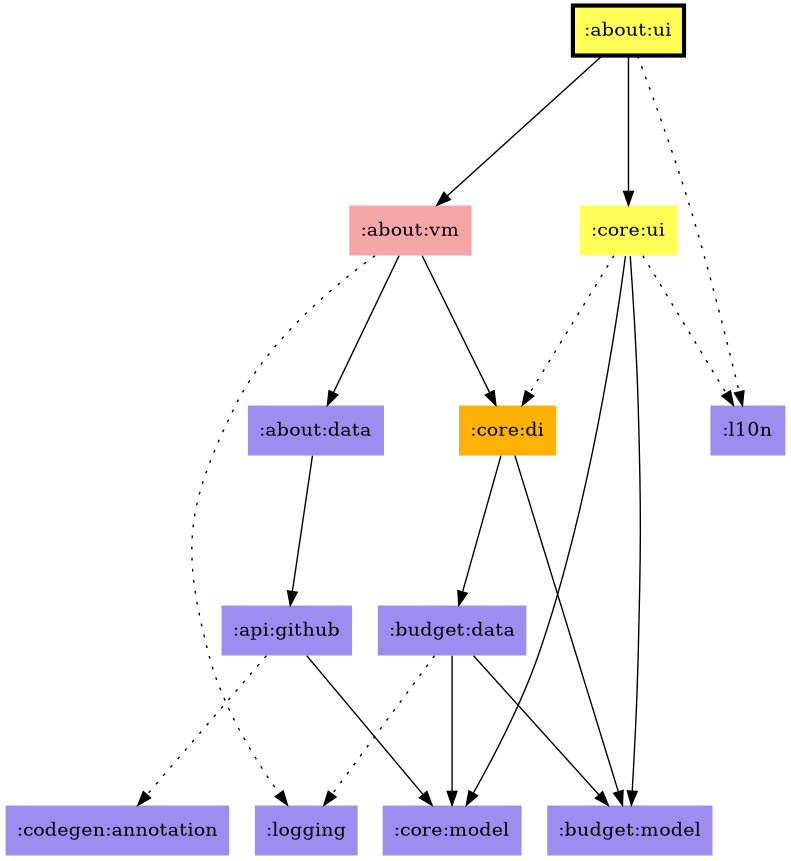 :about:ui
:about:vm
:core:ui
:about:data
:core:di
:l10n
:api:github
:budget:data
:codegen:annotation
:logging
:core:model
:budget:model